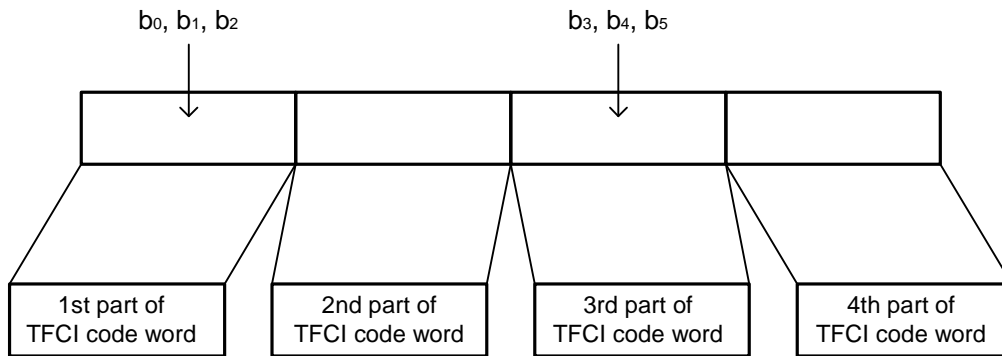 b0, b1, b2
b3, b4, b5
1st part of
TFCI code word
2nd part of
TFCI code word
3rd part of
TFCI code word
4th part of
TFCI code word